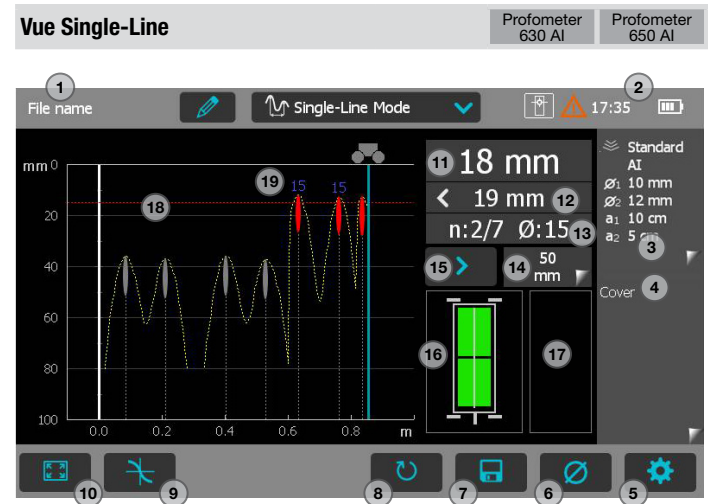 Vue Single-Line
Profometer
630 AI
Profometer
650 AI
1
File name
Single-Line Mode
2
17:35
mm
0
20
40
60
80
100
0.0
0.2
0.4
0.6
0.8
m
18
19
15
15
11
18 mm
< 19 mm
12
n:2/7 Ø:15
13
15
>
14
50
mm
16
17
Standard
AI
ø1 10 mm
ø2 12 mm
a1 10 cm
a2 5 cm
3
Cover
4
10
9
8
7
6
5